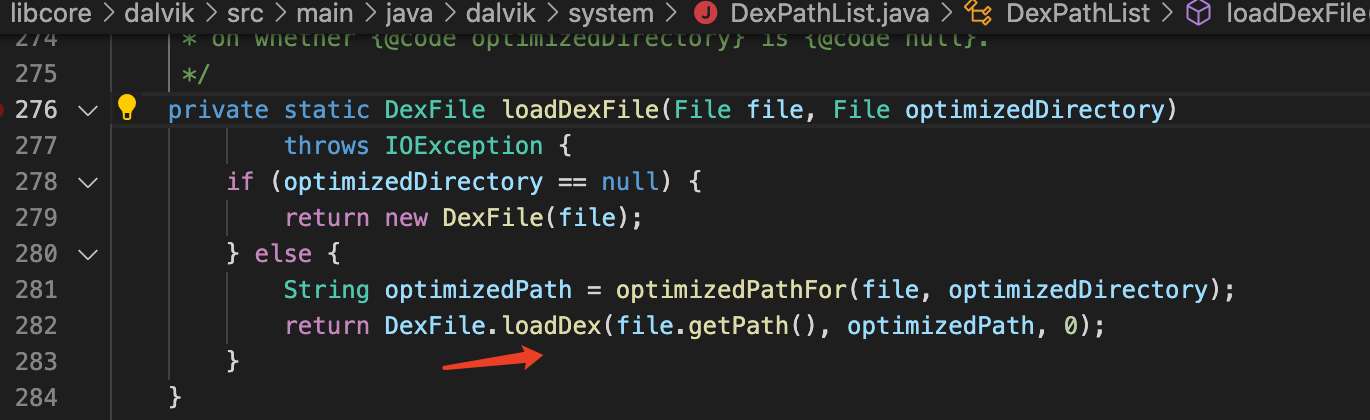 libcore > dalvik > src > main > java > dalvik > system > J DexPathList.java > DexPathList > loadDexFile(
274 * on whether {@code optimizedDirectory} is {@code null}.
275 */
276 private static DexFile loadDexFile(File file, File optimizedDirectory)
277 throws IOException {
278 if (optimizedDirectory == null) {
279 return new DexFile(file);
280 } else {
281 String optimizedPath = optimizedPathFor(file, optimizedDirectory);
282 return DexFile.loadDex(file.getPath(), optimizedPath, 0);
283 }
284 }